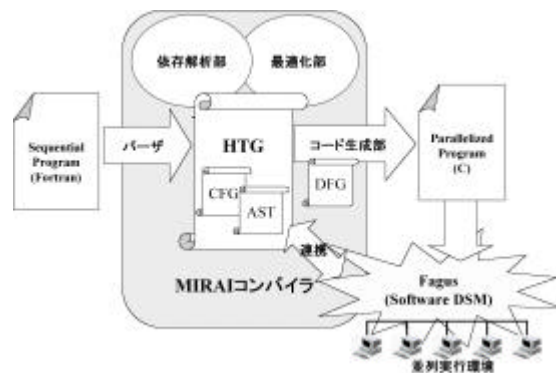 依存解析部
最適化部
Sequential
Program
(Fortran)
パーザ
HTG
CFG
AST
コード生成部
DFG
Parallelized
Program
(C)
連携
MIRAIコンパイラ
Fagus
(Software DSM)
並列実行環境